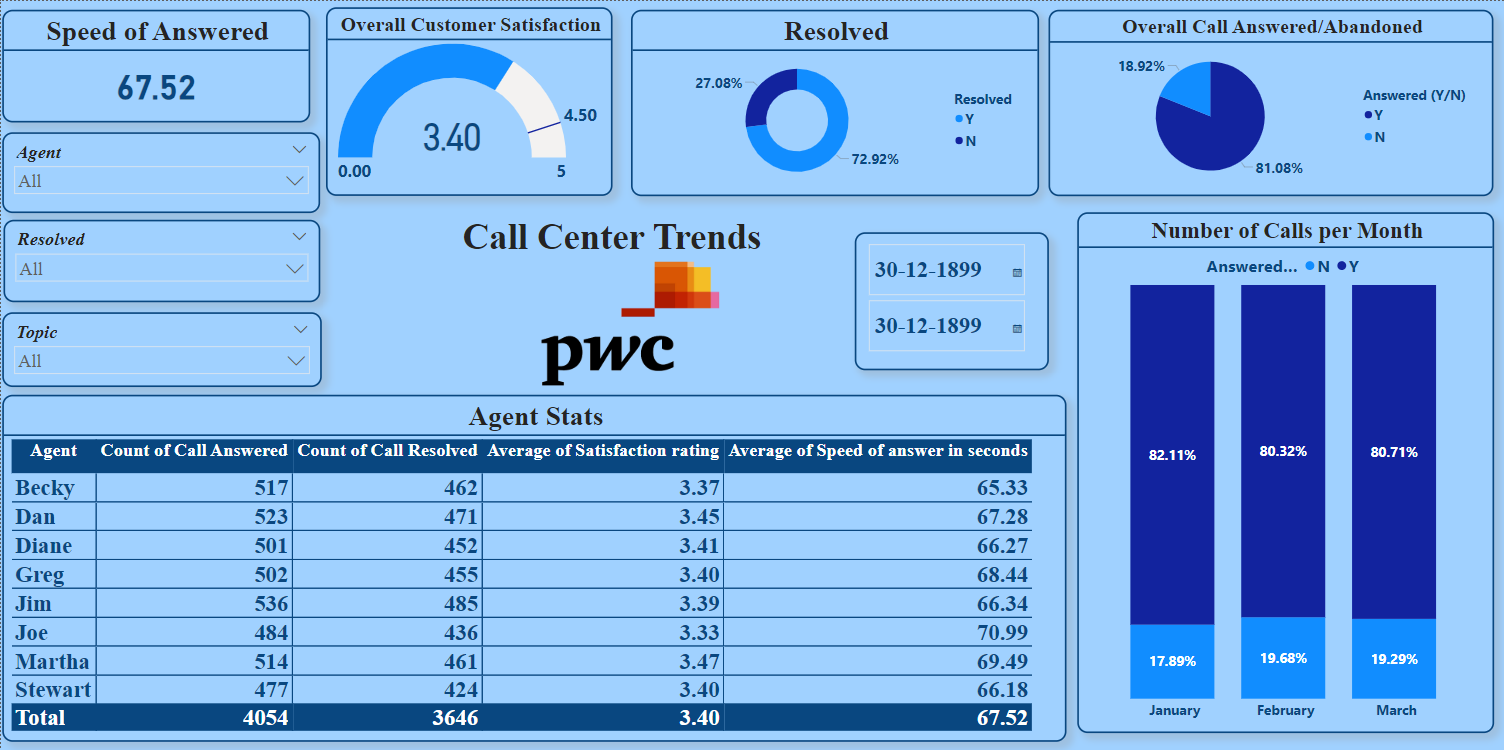 Speed of Answered
67.52
Overall Customer Satisfaction
3.40
4.50
0.00
5
Resolved
27.08%
72.92%
Resolved
Y
N
Overall Call Answered/Abandoned
18.92%
81.08%
Answered (Y/N)
Y
N
Agent
All
Resolved
All
Topic
All
Call Center Trends
pwc
30-12-1899
30-12-1899
Number of Calls per Month
Answered... N Y
82.11% 80.32% 80.71%
17.89% 19.68% 19.29%
January February March
Agent Stats
Agent Count of Call Answered Count of Call Resolved Average of Satisfaction rating Average of Speed of answer in seconds
Becky 517 462 3.37 65.33
Dan 523 471 3.45 67.28
Diane 501 452 3.41 66.27
Greg 502 455 3.40 68.44
Jim 536 485 3.39 66.34
Joe 484 436 3.33 70.99
Martha 514 461 3.47 69.49
Stewart 477 424 3.40 66.18
Total 4054 3646 3.40 67.52